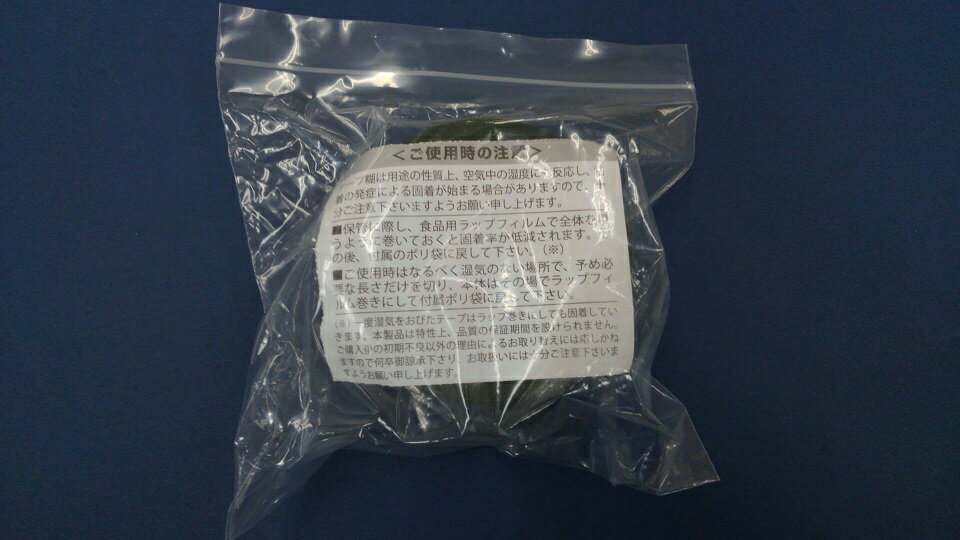 ＜ご使用時の注意＞
テープ糊は用途の性質上、空気中の湿度にも反応し、
着の発症による固着が始まる場合がありますので、
分ご注意下さいますようお願い申し上げます。
■保管に際し、食品用ラップフィルムで全体を
うように巻いておくと固着率が低減されます。
の後、付属のポリ袋に戻して下さい。（※）
■ご使用時はなるべく湿気のない場所で、予め必
要な長さだけを切り、本体はその場でラップフィ
ルム巻きにして付属ポリ袋に戻して下さい。
（※）一度湿気をおびたテープはラップ巻きにしても固着してい
きます。本製品は特性上、品質の保証期間を設けられません。
ご購入後の初期不良以外の理由によるお取り替えには応じかね
ますので何卒御諒承下さり、お取扱いには十分ご注意下さいま
すようお願い申し上げます。